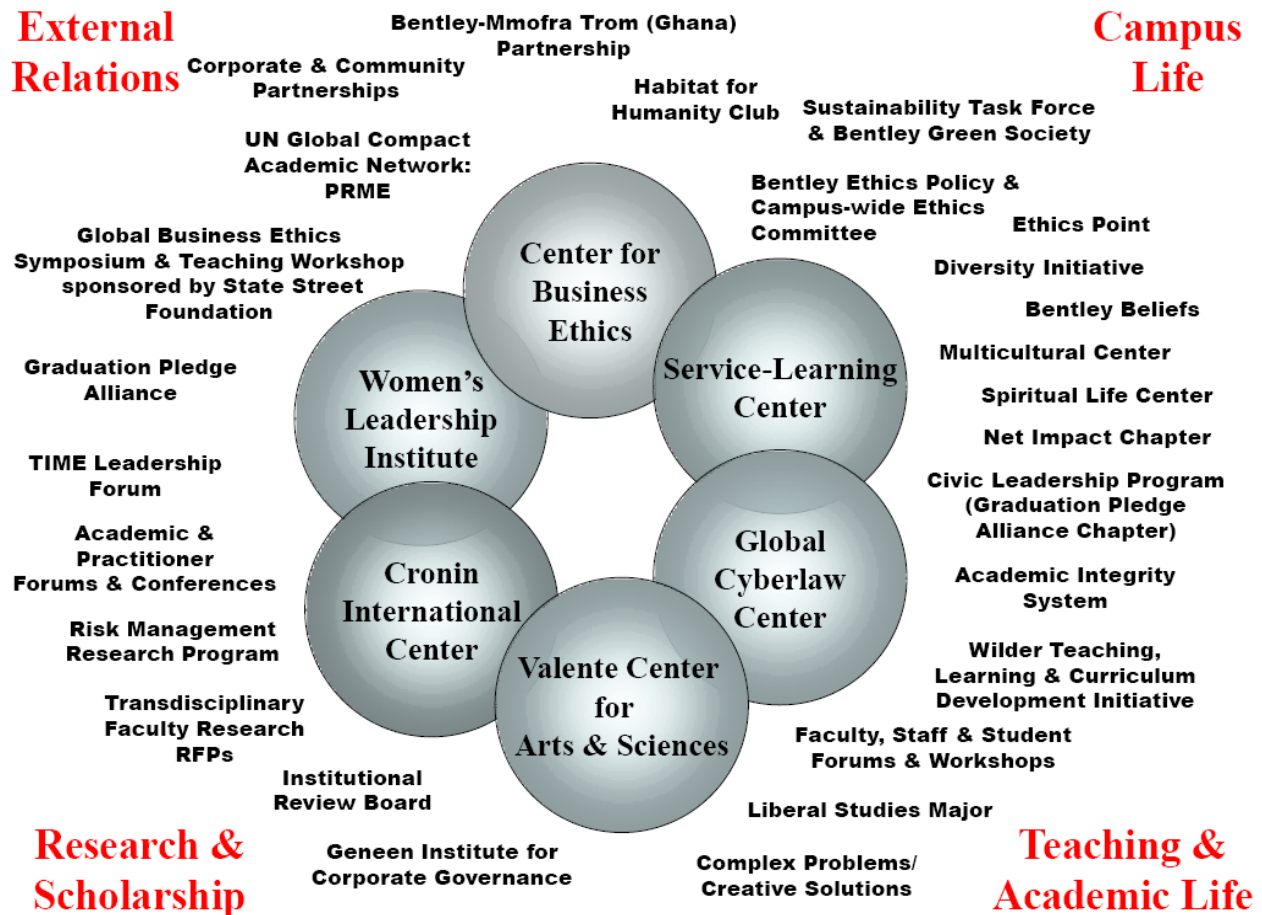 External
Relations
Bentley-Mmofra Trom (Ghana)
Partnership
Campus
Life
Corporate & Community
Partnerships
Habitat for
Humanity Club
Sustainability Task Force
& Bentley Green Society
UN Global Compact
Academic Network:
PRME
Bentley Ethics Policy &
Campus-wide Ethics
Committee
Ethics Point
Global Business Ethics
Symposium & Teaching Workshop
sponsored by State Street
Foundation
Center for
Business
Ethics
Diversity Initiative
Bentley Beliefs
Graduation Pledge
Alliance
Women's
Leadership
Institute
Service-Learning
Center
Multicultural Center
Spiritual Life Center
Net Impact Chapter
TIME Leadership
Forum
Civic Leadership Program
(Graduation Pledge
Alliance Chapter)
Academic &
Practitioner
Forums & Conferences
Cronin
International
Center
Global
Cyberlaw
Center
Academic Integrity
System
Risk Management
Research Program
Valente Center
for
Arts & Sciences
Wilder Teaching,
Learning & Curriculum
Development Initiative
Transdisciplinary
Faculty Research
RFPs
Faculty, Staff & Student
Forums & Workshops
Institutional
Review Board
Liberal Studies Major
Research &
Scholarship
Geneen Institute for
Corporate Governance
Complex Problems/
Creative Solutions
Teaching &
Academic Life